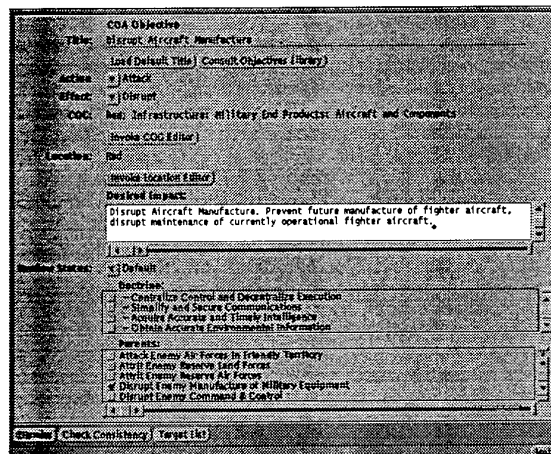 COA Objective
Title: Disrupt Aircraft Manufacture
Load Default Title Consult Objectives Library
Action: Attack
Effect: Disrupt
COG: Red; Infrastructure; Military End Products; Aircraft and Components
Invoke COG Editor
Location: Red
Invoke Location Editor
Desired Impact:
Disrupt Aircraft Manufacture. Prevent future manufacture of fighter aircraft,
disrupt maintenance of currently operational fighter aircraft.
Review Status: Default
Doctrine:
- Centralize Control and Decentralize Execution
- Simplify and Secure Communications
- Acquire Accurate and Timely Intelligence
- Obtain Accurate Environmental Information
Parents:
Attack Enemy Air Forces In Friendly Territory
Attrit Enemy Reserve Land Forces
Attrit Enemy Reserve Air Forces
Disrupt Enemy Manufacture of Military Equipment
Disrupt Enemy Command & Control
Dismiss Check Consistency Target List